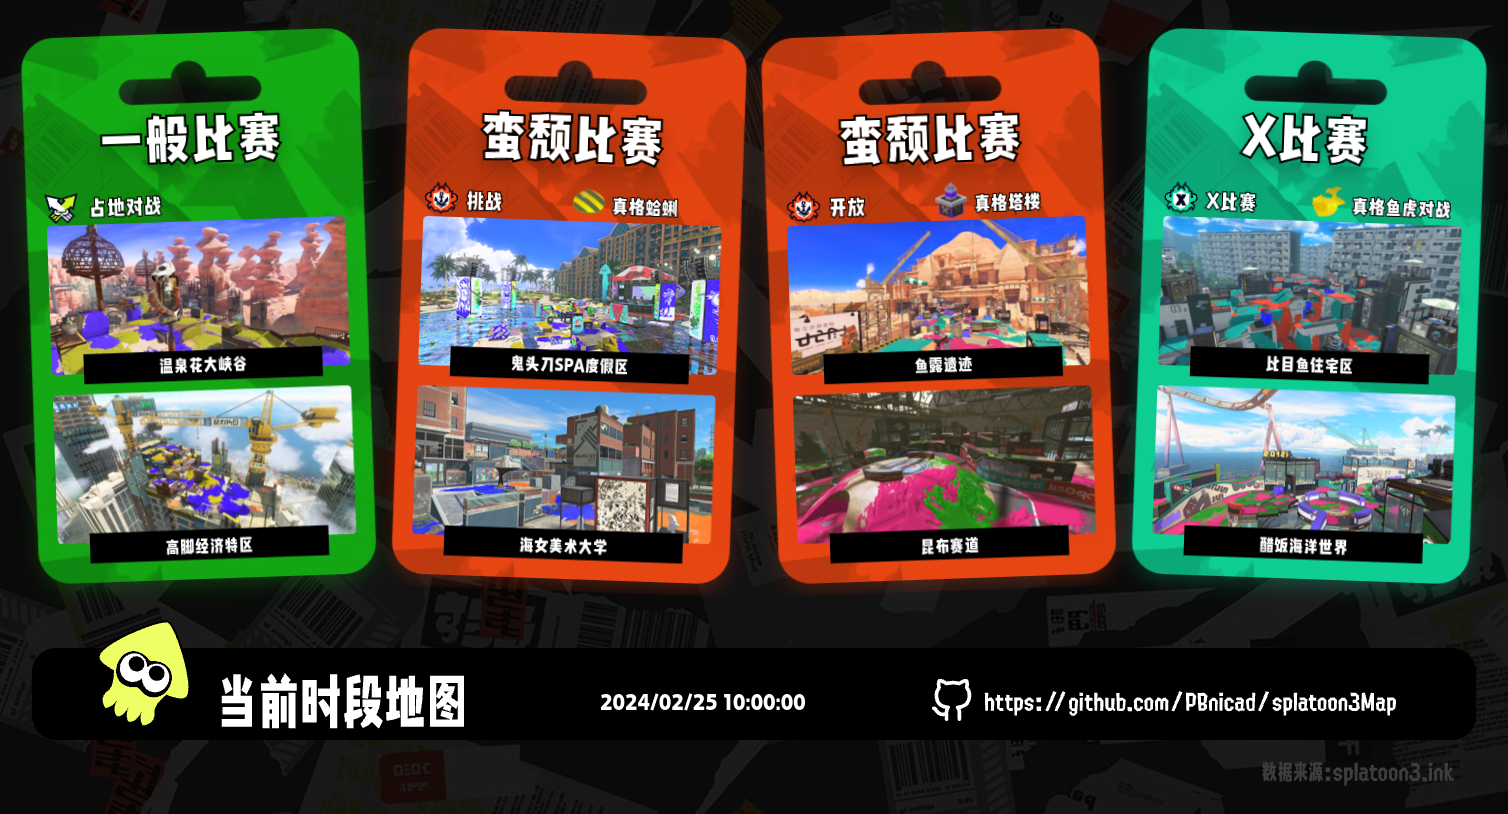 一般比赛
占地对战
温泉花大峡谷
高脚经济特区
蛮颓比赛
挑战
真格蛤蜊
鬼头刀SPA度假区
海女美术大学
蛮颓比赛
开放
真格塔楼
鱼露遗迹
昆布赛道
X比赛
X比赛
真格鱼虎对战
比目鱼住宅区
醋饭海洋世界
当前时段地图
2024/02/25 10:00:00
https://github.com/PBnicad/splatoon3Map
数据来源:splatoon3.ink